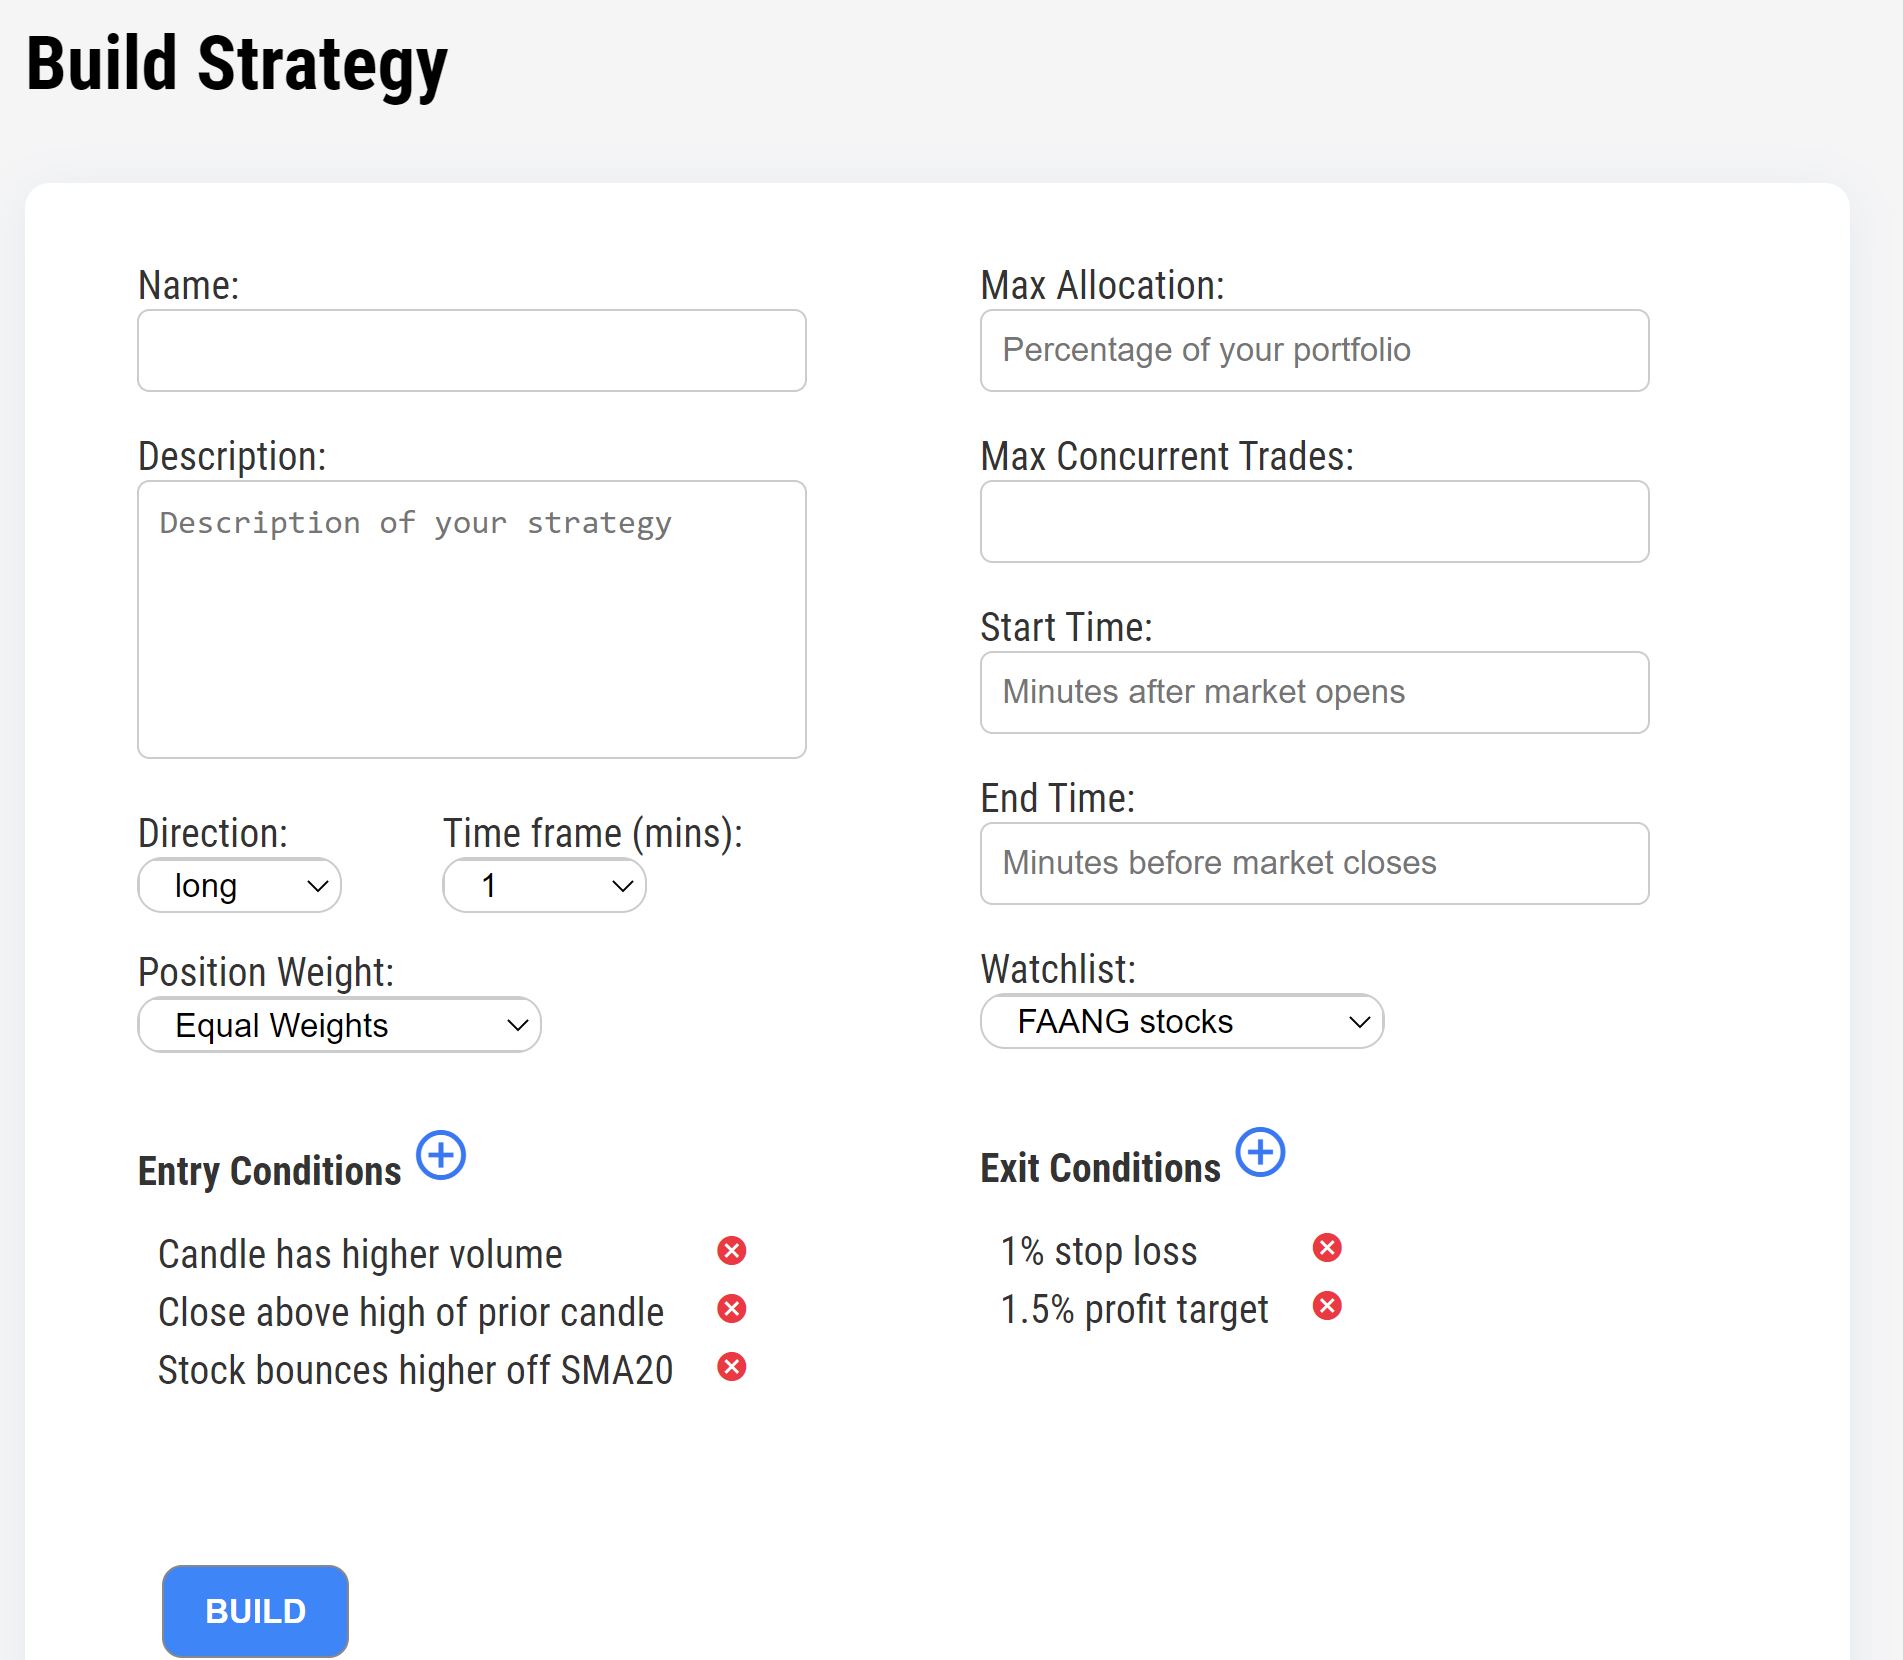 Build Strategy
Name:
Description:
Description of your strategy
Direction:
long
Time frame (mins):
1
Position Weight:
Equal Weights
Max Allocation:
Percentage of your portfolio
Max Concurrent Trades:
Start Time:
Minutes after market opens
End Time:
Minutes before market closes
Watchlist:
FAANG stocks
Entry Conditions
Candle has higher volume
Close above high of prior candle
Stock bounces higher off SMA20
Exit Conditions
1% stop loss
1.5% profit target
BUILD